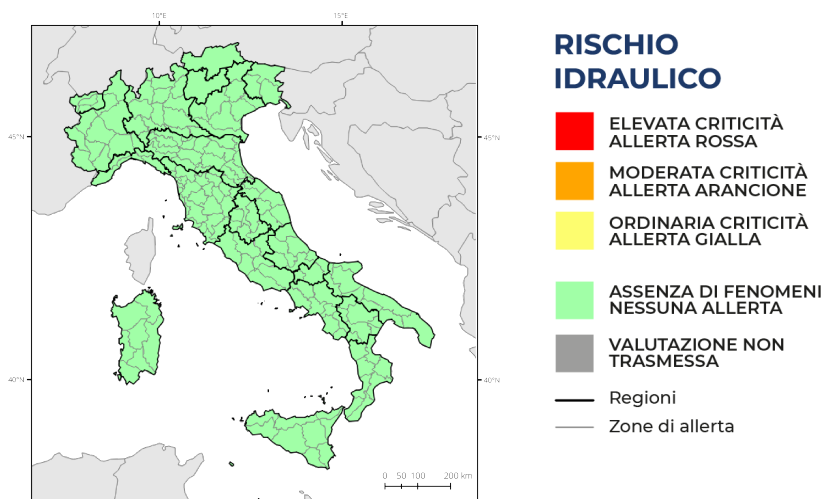 10°E
15°E
45°N
45°N
40°N
40°N
0 50 100 200 km
RISCHIO
IDRAULICO
ELEVATA CRITICITÀ
ALLERTA ROSSA
MODERATA CRITICITÀ
ALLERTA ARANCIONE
ORDINARIA CRITICITÀ
ALLERTA GIALLA
ASSENZA DI FENOMENI
NESSUNA ALLERTA
VALUTAZIONE NON
TRASMESSA
Regioni
Zone di allerta